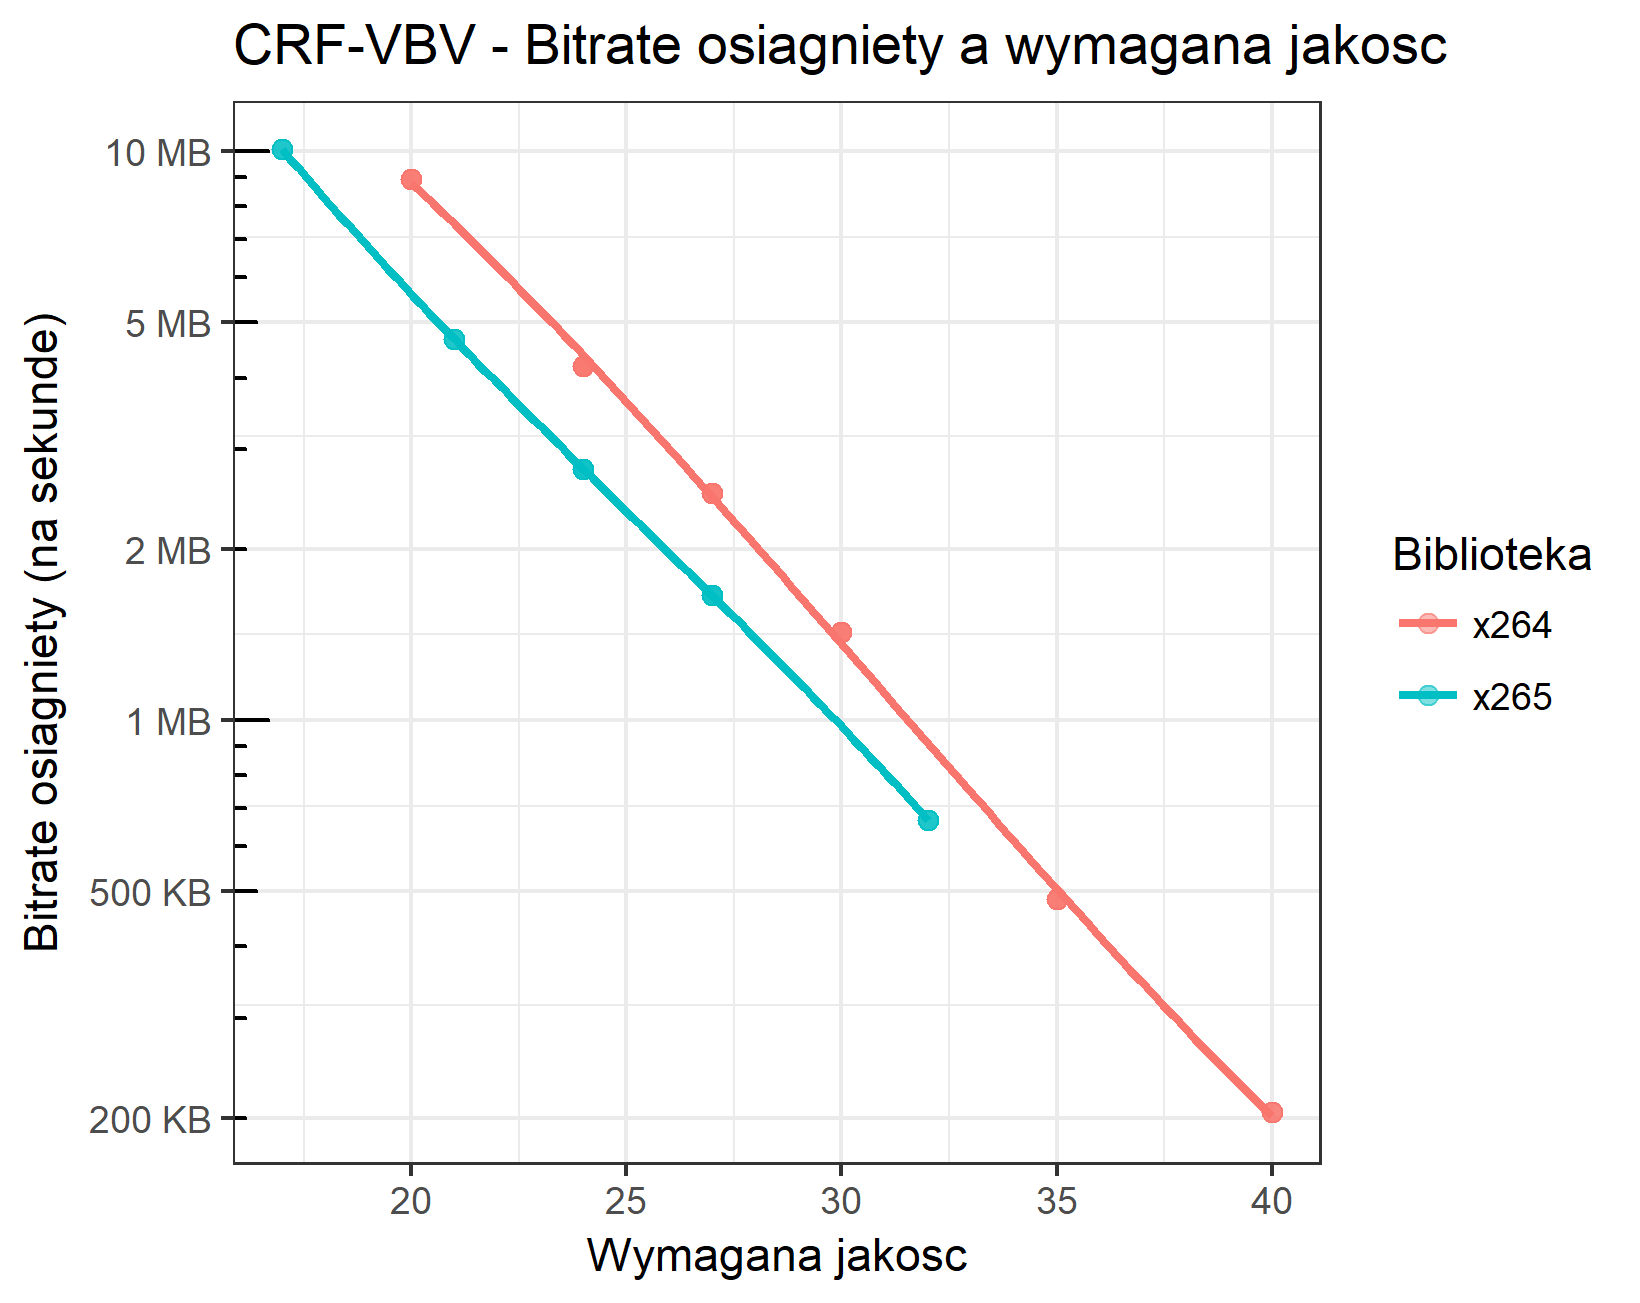 CRF-VBV - Bitrate osiagniety a wymagana jakosc
Bitrate osiagniety (na sekunde)
10 MB
5 MB
2 MB
1 MB
500 KB
200 KB
20 25 30 35 40
Wymagana jakosc
Biblioteka
x264
x265